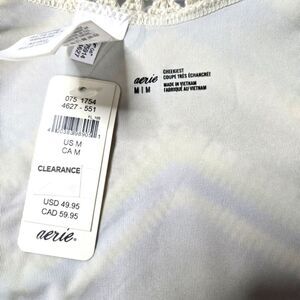 aerie
M | M
CHEEKIEST
COUPE TRÈS ÉCHANCRÉE
MADE IN VIETNAM
FABRIQUÉ AU VIETNAM
075 1754
4627 - 551
US M
CA M
CLEARANCE
USD 49.95
CAD 59.95
aerie®